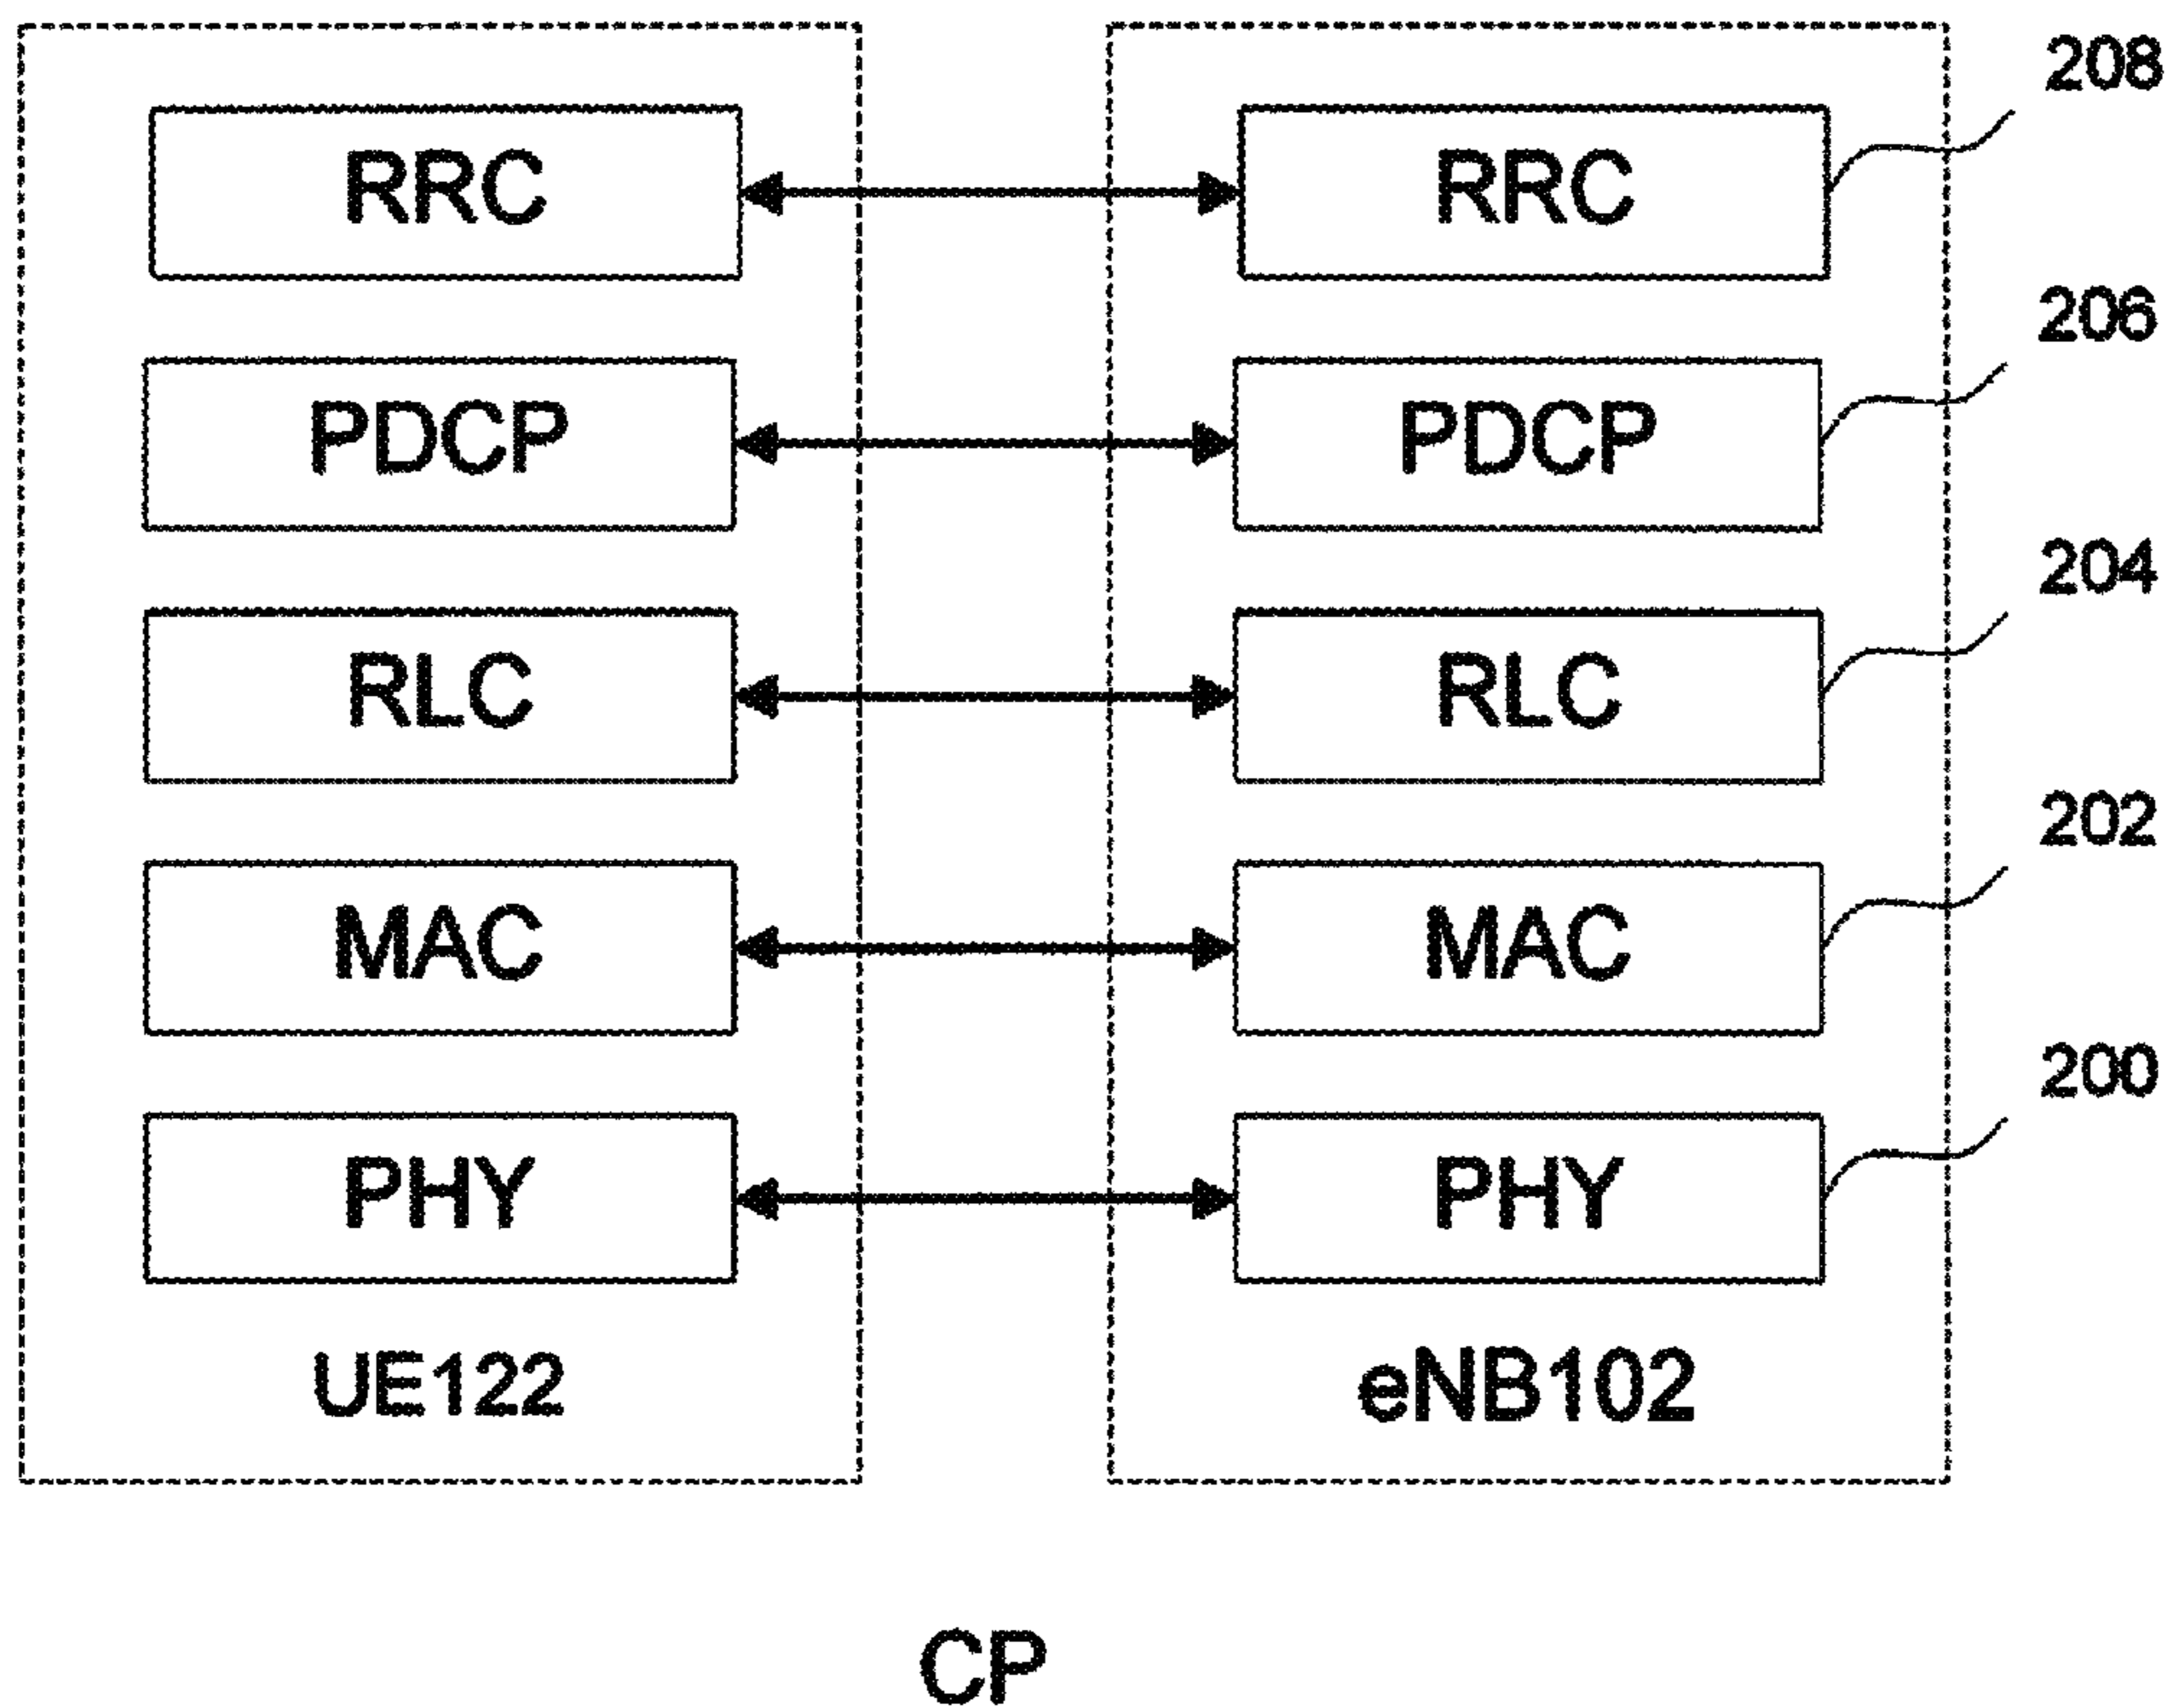 208
RRC RRC
206
PDCP PDCP
204
RLC RLC
202
MAC MAC
200
PHY PHY
UE122 eNB102
CP